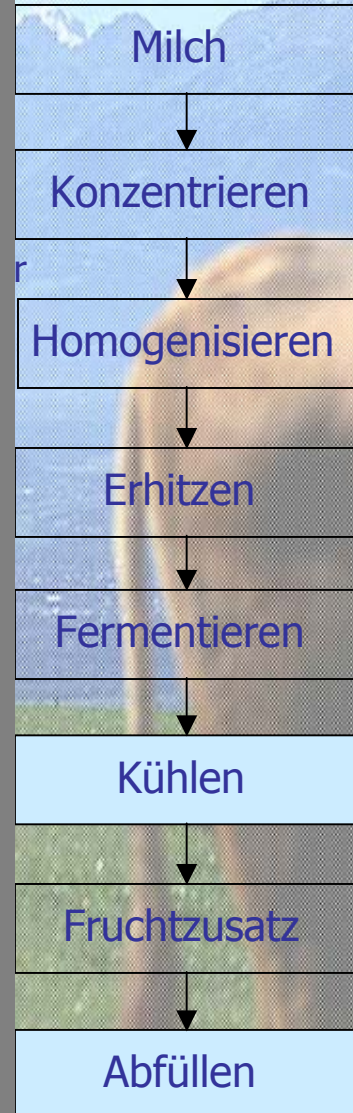 Milch
Konzentrieren
r
Homogenisieren
Erhitzen
Fermentieren
Kühlen
Fruchtzusatz
Abfüllen